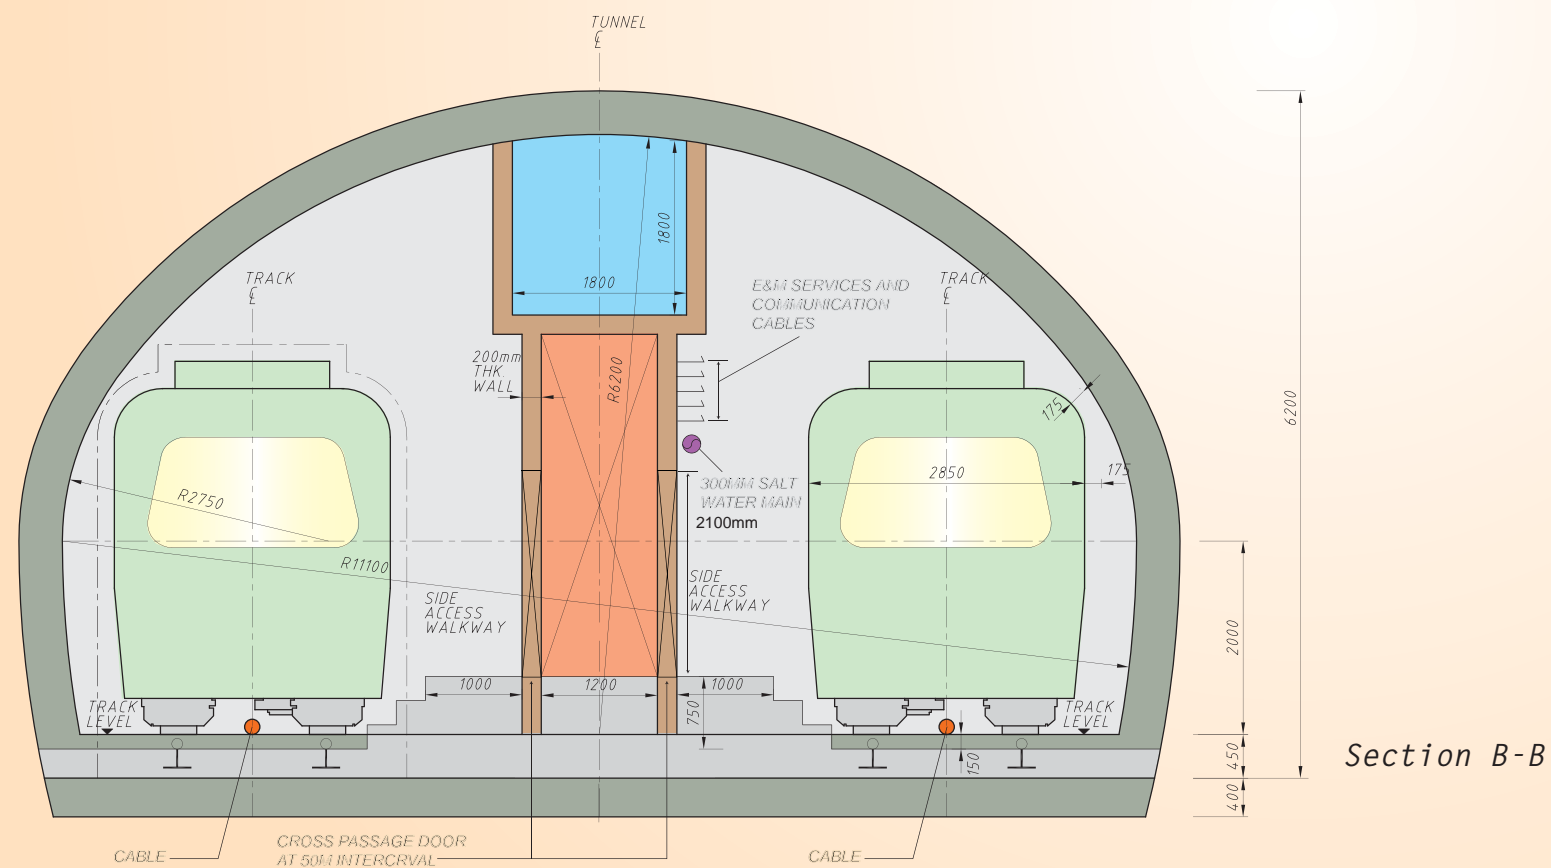 TUNNEL
℄
6200
1800
1800
TRACK
℄
TRACK
℄
E&M SERVICES AND
COMMUNICATION
CABLES
200mm
THK.
WALL
R6200
175
300MM SALT
WATER MAIN
2100mm
2850
175
R2750
R11100
SIDE
ACCESS
WALKWAY
SIDE
ACCESS
WALKWAY
2000
1000
1200
1000
750
TRACK
LEVEL
TRACK
LEVEL
150
450
400
Section B-B
CABLE
CROSS PASSAGE DOOR
AT 50M INTERCRVAL
CABLE